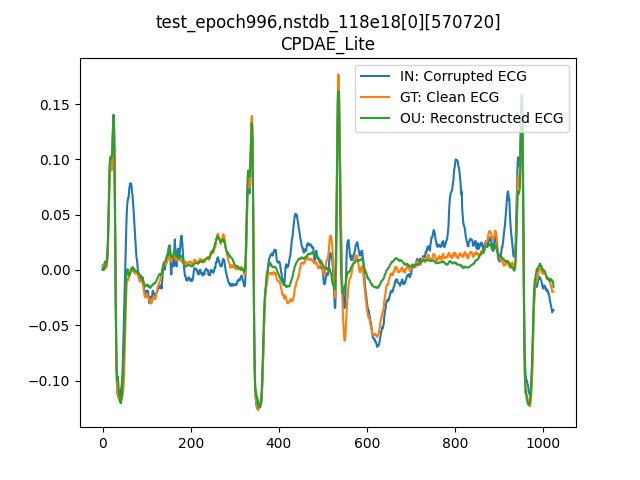 test_epoch996,nstdb_118e18[0][570720]
CPDAE_Lite
IN: Corrupted ECG
GT: Clean ECG
OU: Reconstructed ECG
0.15
0.10
0.05
0.00
−0.05
−0.10
0 200 400 600 800 1000